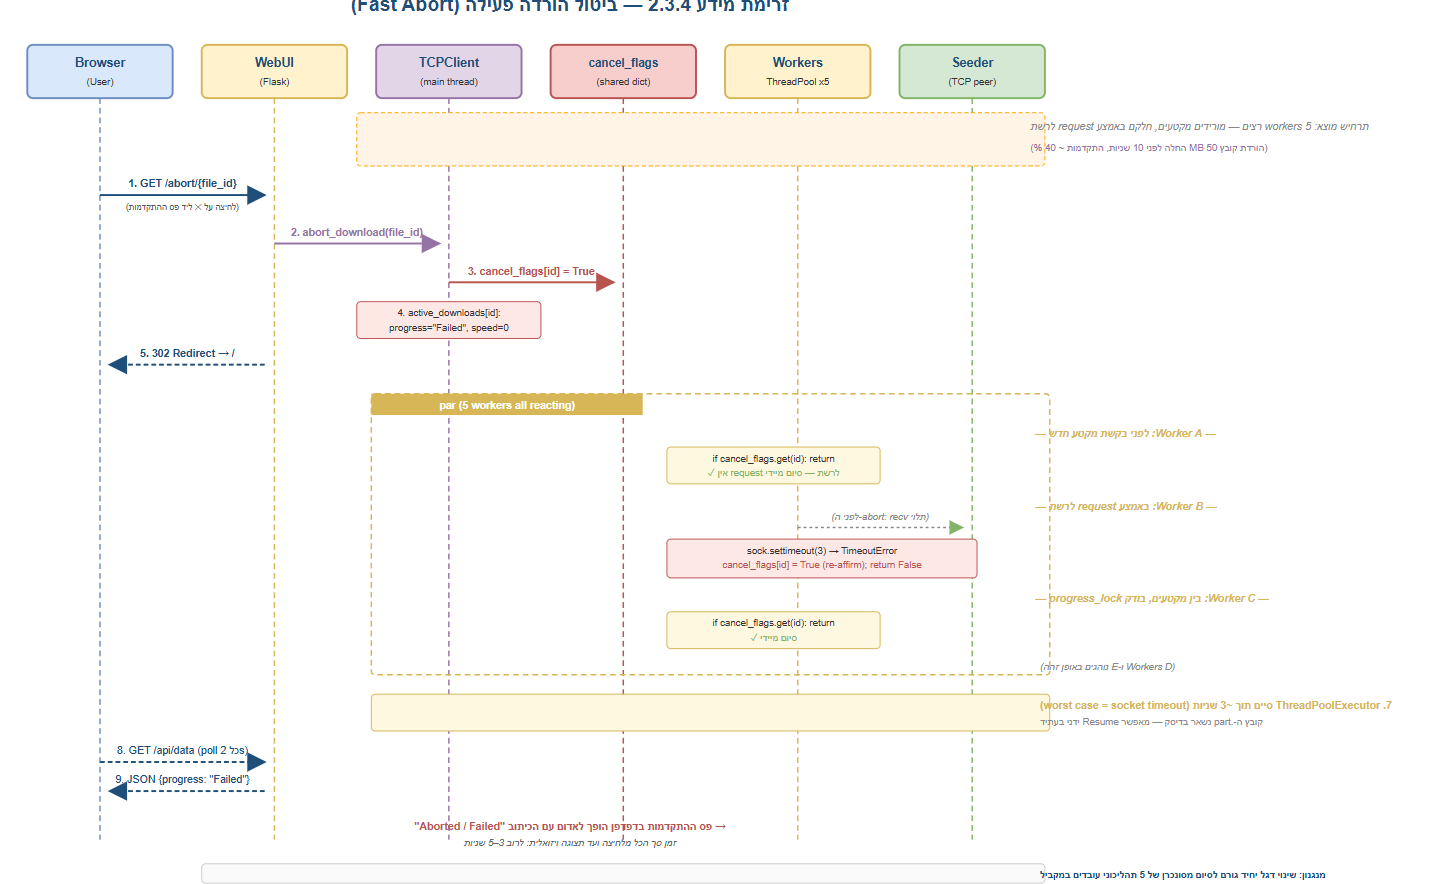 זרימת מידע 2.3.4 — ביטול הורדה פעילה (Fast Abort)
Browser
(User)
WebUI
(Flask)
TCPClient
(main thread)
cancel_flags
(shared dict)
Workers
ThreadPool x5
Seeder
(TCP peer)
תרחיש מוצא: 5 workers רצים — מורידים מקטעים, חלקם באמצע request לרשת
(הורדת קובץ 50 MB החלה לפני 10 שניות, התקדמות ~ 40 %)
1. GET /abort/{file_id}
(לחיצה על ✕ ליד פס ההתקדמות)
2. abort_download(file_id)
3. cancel_flags[id] = True
4. active_downloads[id]:
progress="Failed", speed=0
5. 302 Redirect → /
par (5 workers all reacting)
— Worker A: לפני בקשת מקטע חדש —
if cancel_flags.get(id): return
✓ אין request לרשת — סיום מיידי
— Worker B: באמצע request לרשת —
(תלוי recv :abort-לפני ה)
sock.settimeout(3) → TimeoutError
cancel_flags[id] = True (re-affirm); return False
— Worker C: בין מקטעים, בודק progress_lock —
if cancel_flags.get(id): return
✓ סיום מיידי
(Workers D ו-E נוהגים באופן זהה)
7. ThreadPoolExecutor סיים תוך ~3 שניות (worst case = socket timeout)
קובץ ה-.part נשאר בדיסק — מאפשר Resume ידני בעתיד
8. GET /api/data (poll כל 2s)
9. JSON {progress: "Failed"}
→ פס ההתקדמות בדפדפן הופך לאדום עם הכיתוב "Aborted / Failed"
זמן סך הכל מלחיצה ועד תצוגה ויזואלית: לרוב 3–5 שניות
מנגנון: שינוי דגל יחיד גורם לסיום מסונכרן של 5 תהליכוני עובדים במקביל